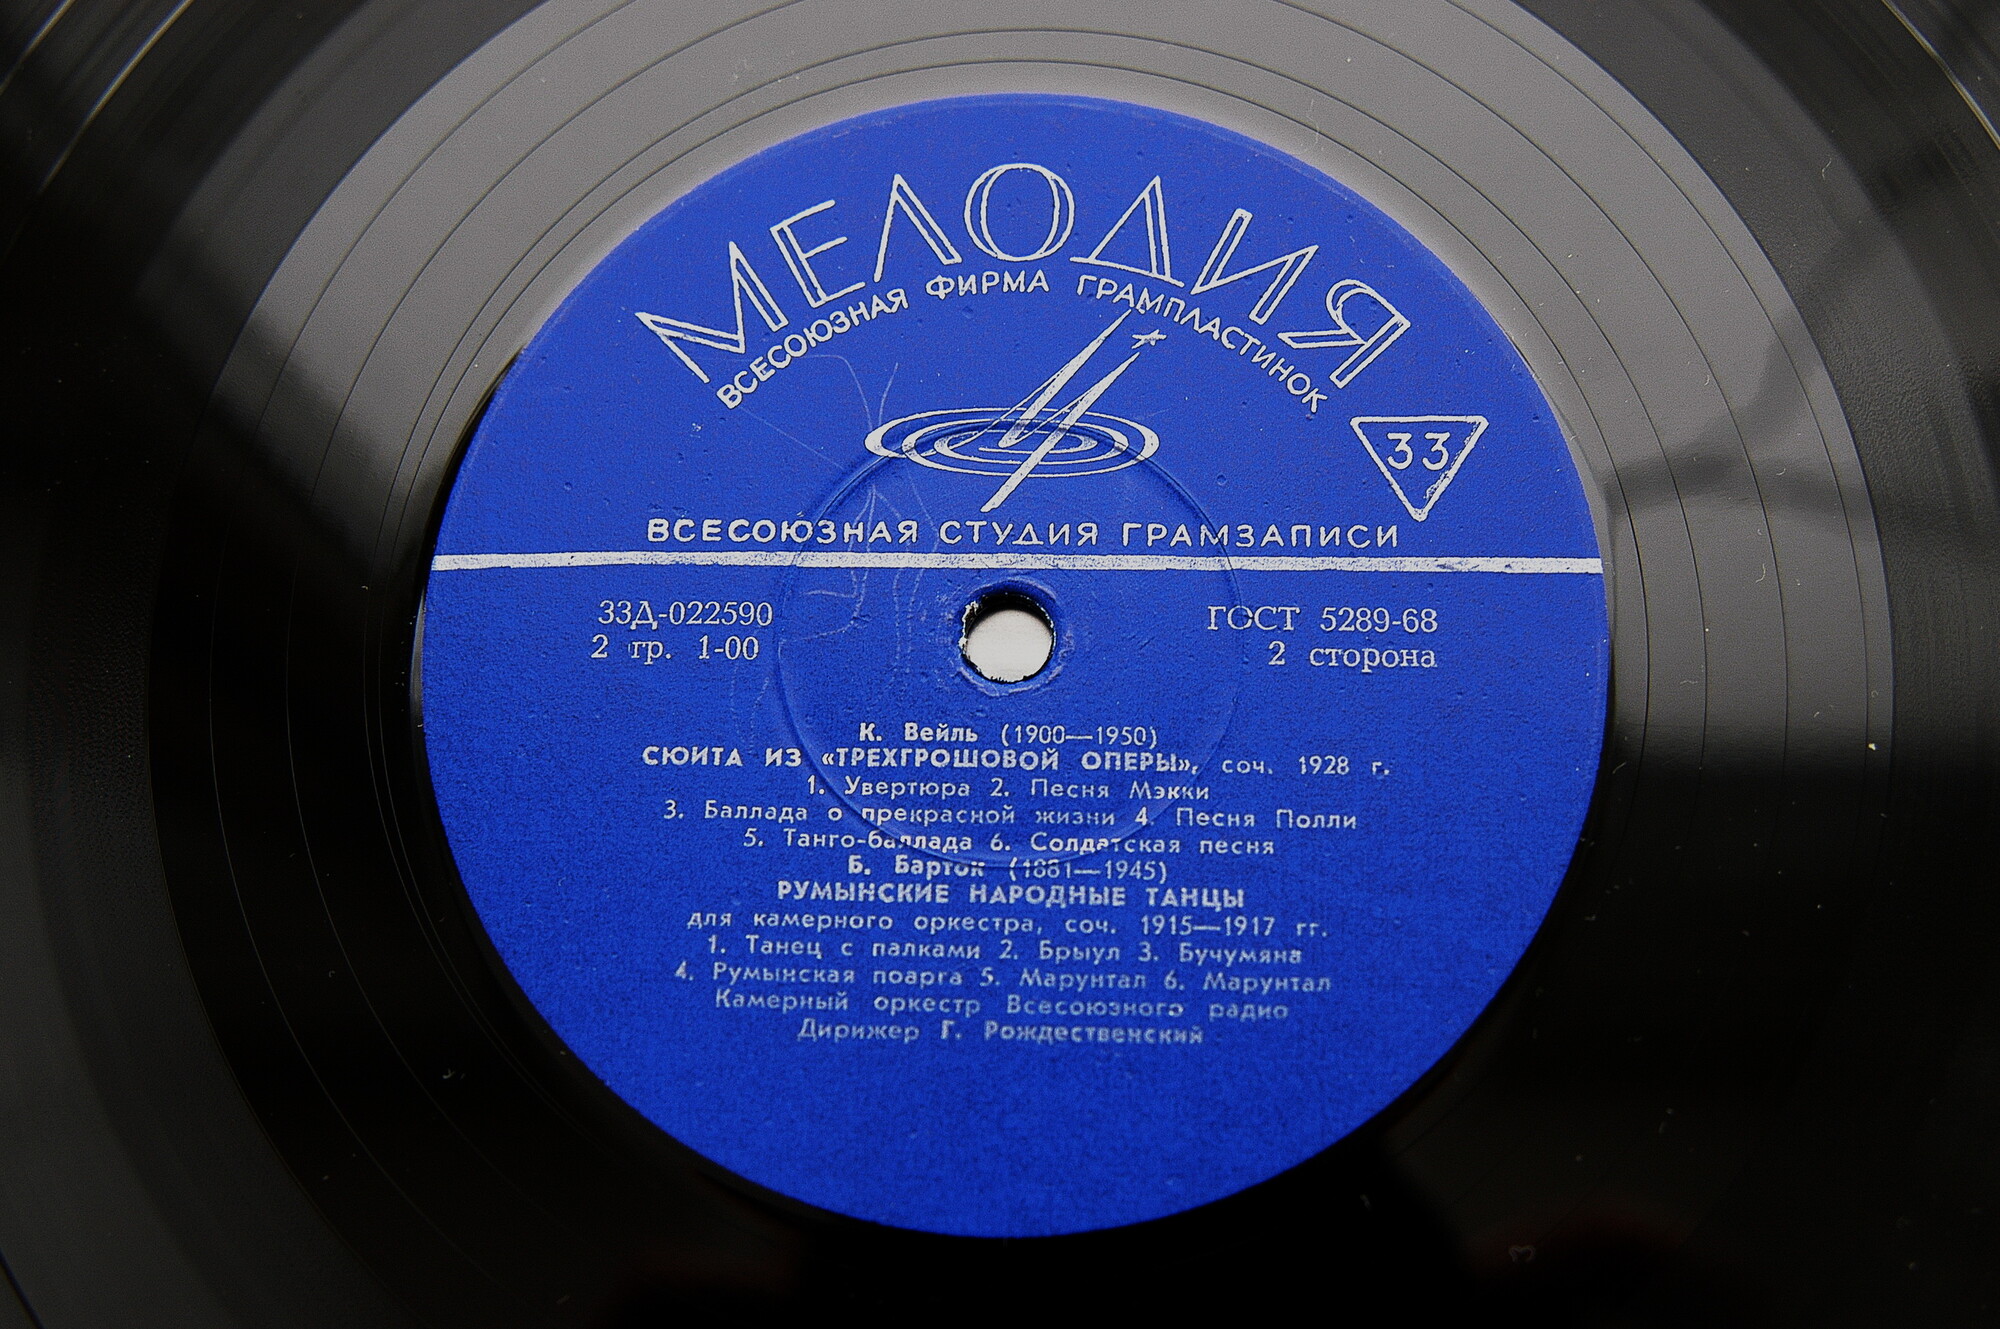 МЕЛОДИЯ
ВСЕСОЮЗНАЯ ФИРМА ГРАМПЛАСТИНОК
33
ВСЕСОЮЗНАЯ СТУДИЯ ГРАМЗАПИСИ
33Д-022590
2 гр. 1-00
ГОСТ 5289-68
2 сторона
К. Вейль (1900—1950)
СЮИТА ИЗ «ТРЕХГРОШОВОЙ ОПЕРЫ», соч. 1928 г.
1. Увертюра 2. Песня Мэкки
3. Баллада о прекрасной жизни 4. Песня Полли
5. Танго-баллада 6. Солдатская песня
Б. Барток (1881—1945)
РУМЫНСКИЕ НАРОДНЫЕ ТАНЦЫ
для камерного оркестра, соч. 1915—1917 гг.
1. Танец с палками 2. Брыул 3. Бучумяна
4. Румынская поарга 5. Марунтал 6. Марунтал
Камерный оркестр Всесоюзного радио
Дирижер Г. Рождественский